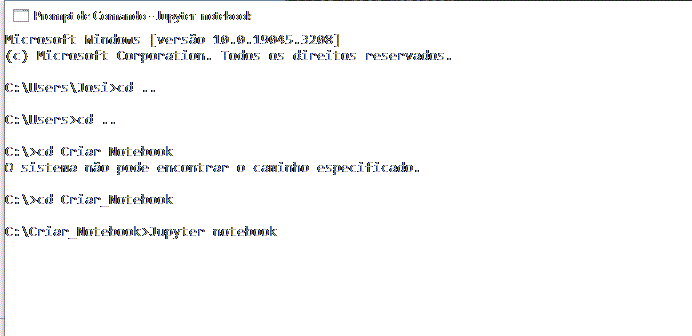 Prompt de Comando - Jupyter notebook
Microsoft Windows [versão 10.0.19045.3208]
(c) Microsoft Corporation. Todos os direitos reservados.
C:\Users\Josi>cd ..
C:\Users>cd ..
C:\>cd Criar Notebook
O sistema não pode encontrar o caminho especificado.
C:\>cd Criar_Notebook
C:\Criar_Notebook>Jupyter notebook